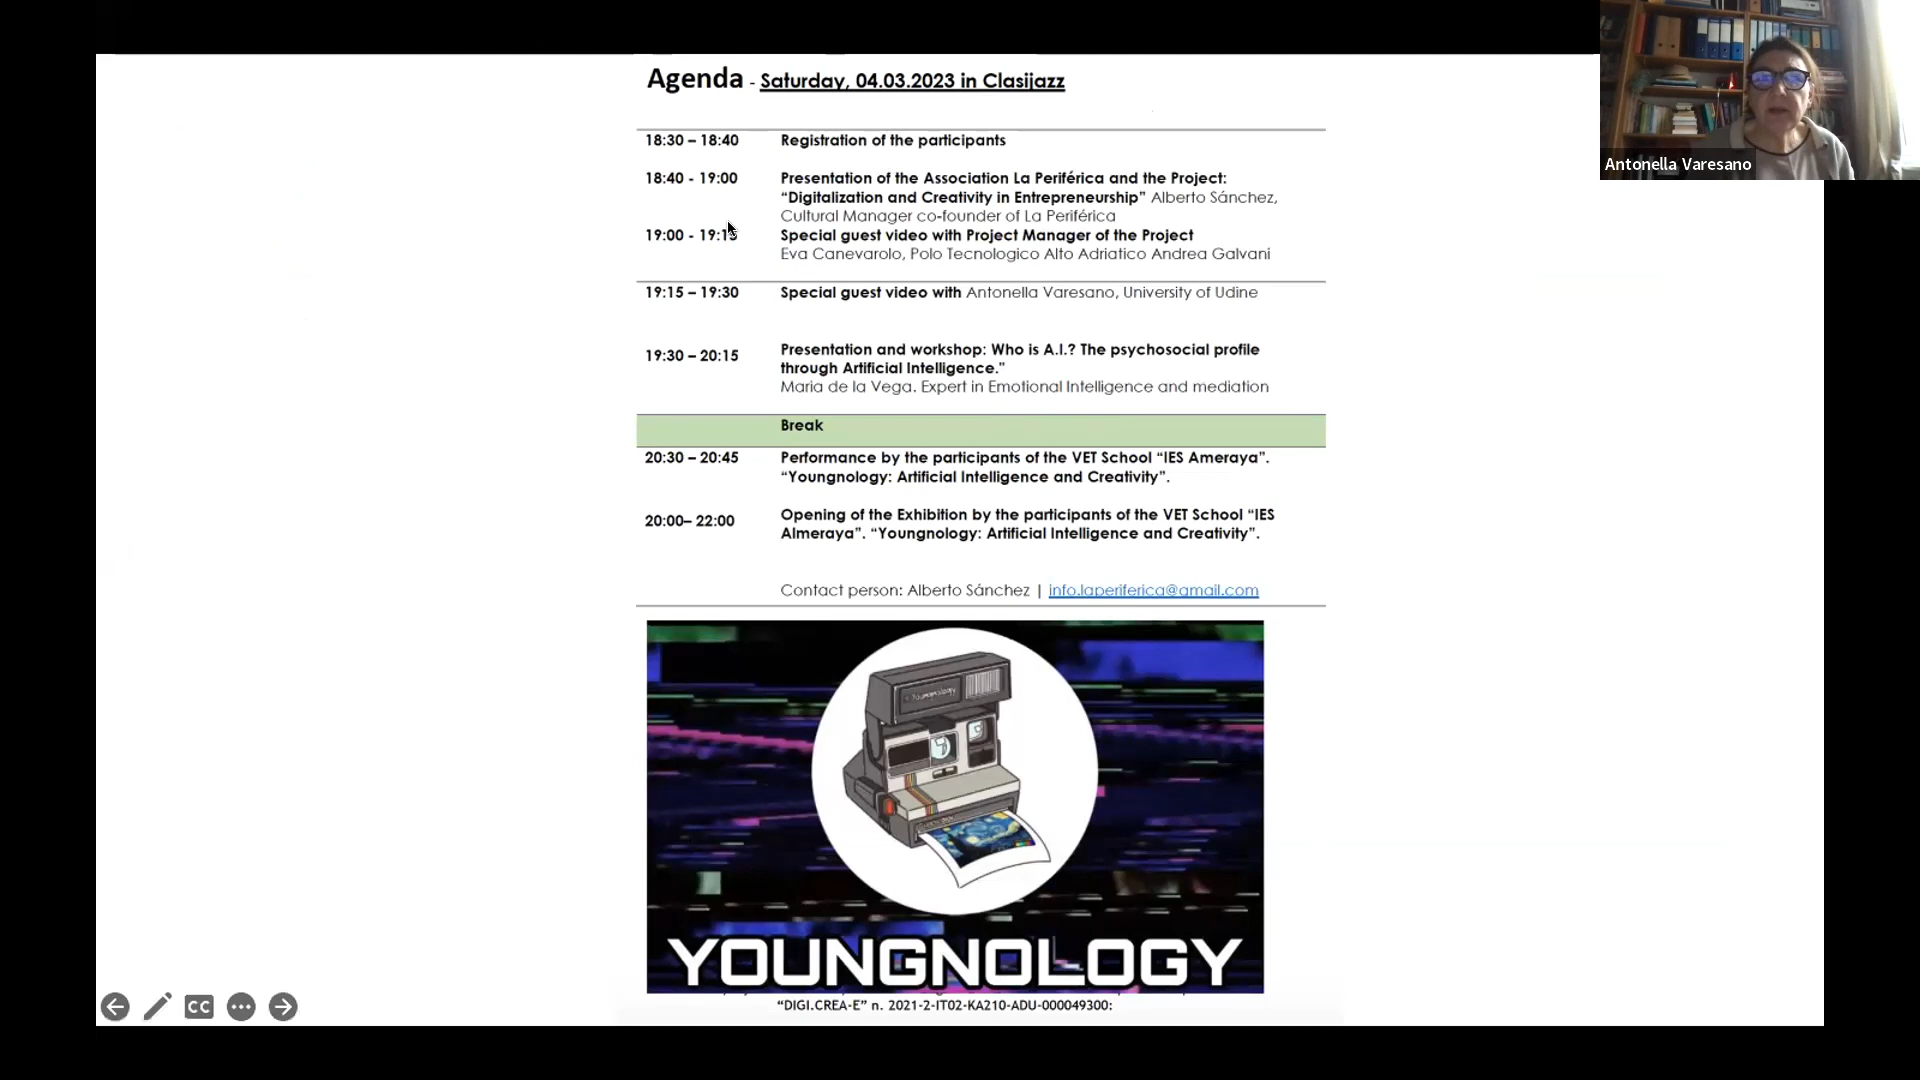 Agenda - Saturday, 04.03.2023 in Clasijazz
18:30 – 18:40 Registration of the participants
18:40 - 19:00 Presentation of the Association La Periférica and the Project:
“Digitalization and Creativity in Entrepreneurship” Alberto Sánchez,
Cultural Manager co-founder of La Periférica
19:00 - 19:15 Special guest video with Project Manager of the Project
Eva Canevarolo, Polo Tecnologico Alto Adriatico Andrea Galvani
19:15 – 19:30 Special guest video with Antonella Varesano, University of Udine
19:30 – 20:15 Presentation and workshop: Who is A.I.? The psychosocial profile
through Artificial Intelligence."
Maria de la Vega. Expert in Emotional Intelligence and mediation
Break
20:30 – 20:45 Performance by the participants of the VET School “IES Ameraya”.
“Youngnology: Artificial Intelligence and Creativity”.
20:00– 22:00 Opening of the Exhibition by the participants of the VET School “IES
Almeraya”. “Youngnology: Artificial Intelligence and Creativity”.
Contact person: Alberto Sánchez | info.laperiferica@gmail.com
Youngnology
YOUNGNOLOGY
“DIGI.CREA-E” n. 2021-2-IT02-KA210-ADU-000049300:
Antonella Varesano
CC